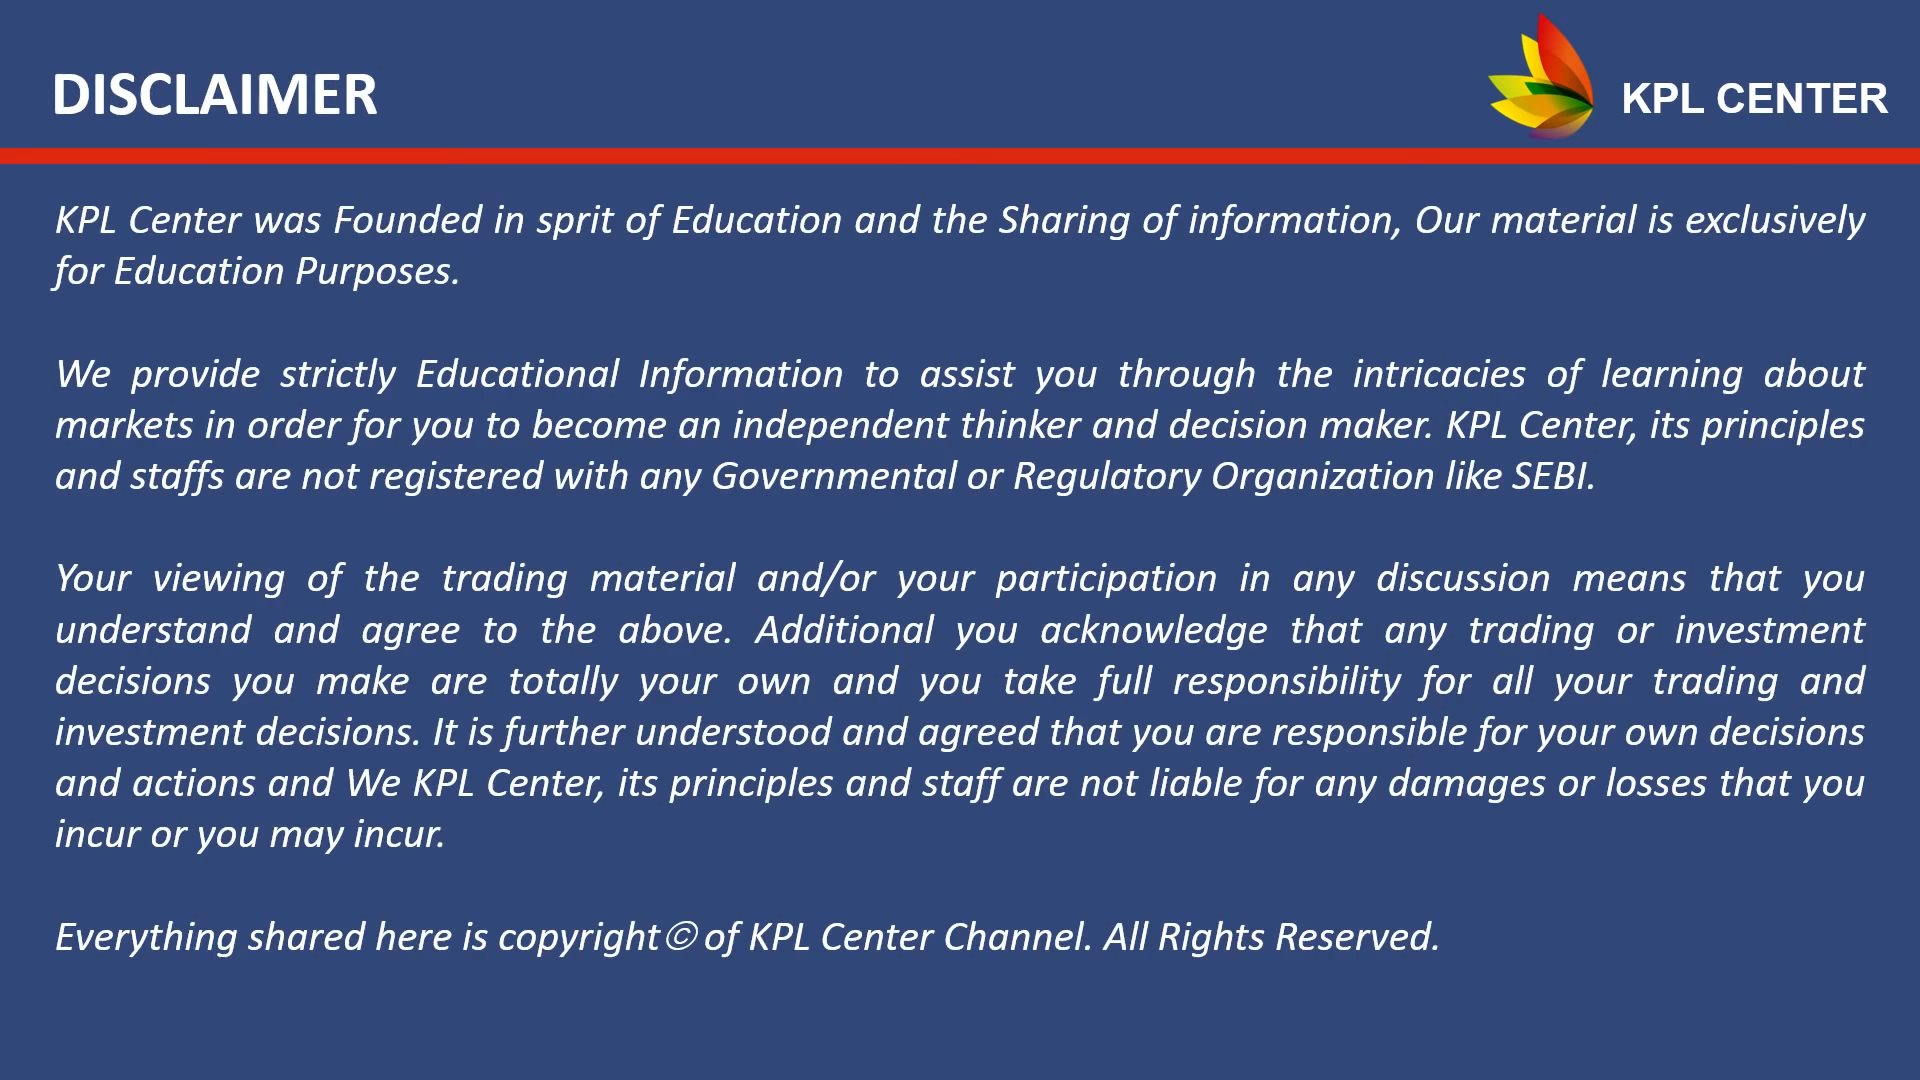 DISCLAIMER
KPL CENTER
KPL Center was Founded in sprit of Education and the Sharing of information, Our material is exclusively
for Education Purposes.
We provide strictly Educational Information to assist you through the intricacies of learning about
markets in order for you to become an independent thinker and decision maker. KPL Center, its principles
and staffs are not registered with any Governmental or Regulatory Organization like SEBI.
Your viewing of the trading material and/or your participation in any discussion means that you
understand and agree to the above. Additional you acknowledge that any trading or investment
decisions you make are totally your own and you take full responsibility for all your trading and
investment decisions. It is further understood and agreed that you are responsible for your own decisions
and actions and We KPL Center, its principles and staff are not liable for any damages or losses that you
incur or you may incur.
Everything shared here is copyright© of KPL Center Channel. All Rights Reserved.